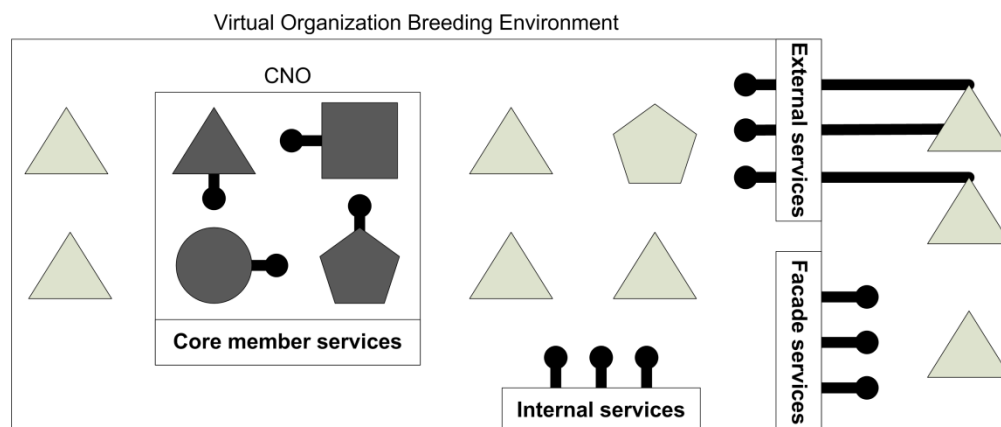 Virtual Organization Breeding Environment
CNO
External services
Core member services
Facade services
Internal services